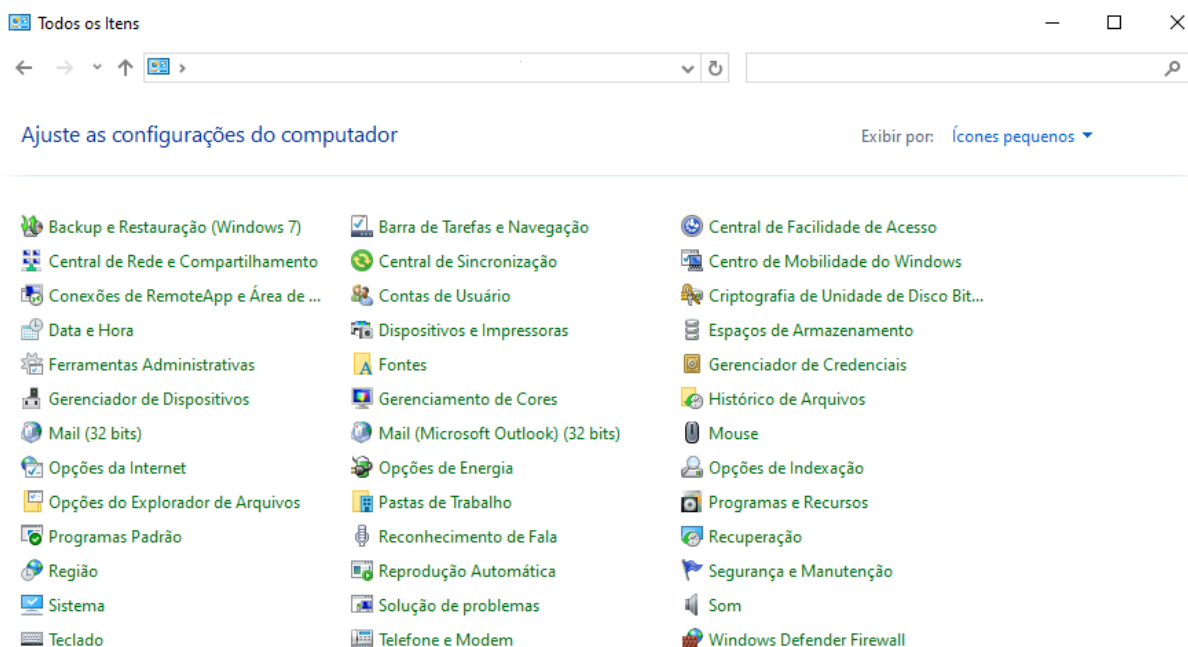 Todos os Itens
Ajuste as configurações do computador
Exibir por: Ícones pequenos
Backup e Restauração (Windows 7)
Barra de Tarefas e Navegação
Central de Facilidade de Acesso
Central de Rede e Compartilhamento
Central de Sincronização
Centro de Mobilidade do Windows
Conexões de RemoteApp e Área de ...
Contas de Usuário
Criptografia de Unidade de Disco Bit...
Data e Hora
Dispositivos e Impressoras
Espaços de Armazenamento
Ferramentas Administrativas
Fontes
Gerenciador de Credenciais
Gerenciador de Dispositivos
Gerenciamento de Cores
Histórico de Arquivos
Mail (32 bits)
Mail (Microsoft Outlook) (32 bits)
Mouse
Opções da Internet
Opções de Energia
Opções de Indexação
Opções do Explorador de Arquivos
Pastas de Trabalho
Programas e Recursos
Programas Padrão
Reconhecimento de Fala
Recuperação
Região
Reprodução Automática
Segurança e Manutenção
Sistema
Solução de problemas
Som
Teclado
Telefone e Modem
Windows Defender Firewall